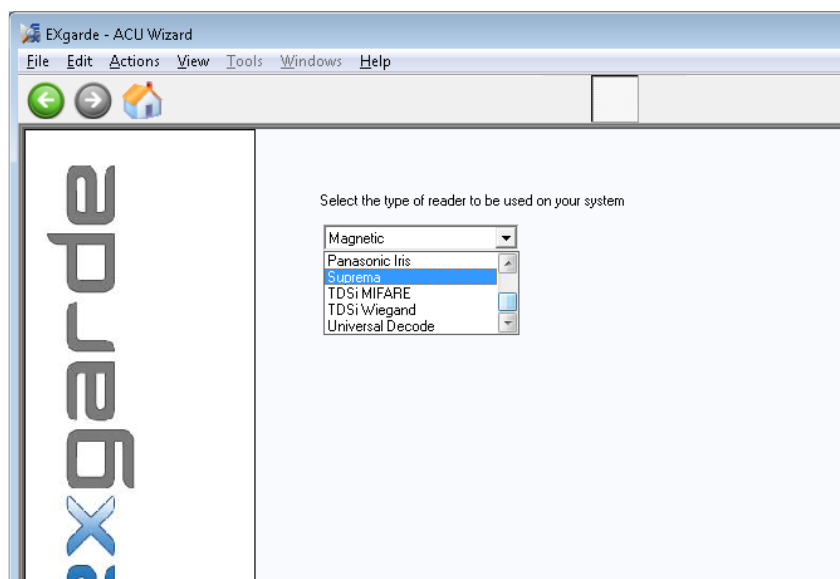 EXgarde - ACU Wizard
File Edit Actions View Tools Windows Help
Select the type of reader to be used on your system
Magnetic
Panasonic Iris
Suprema
TDSi MIFARE
TDSi Wiegand
Universal Decode
exgarde